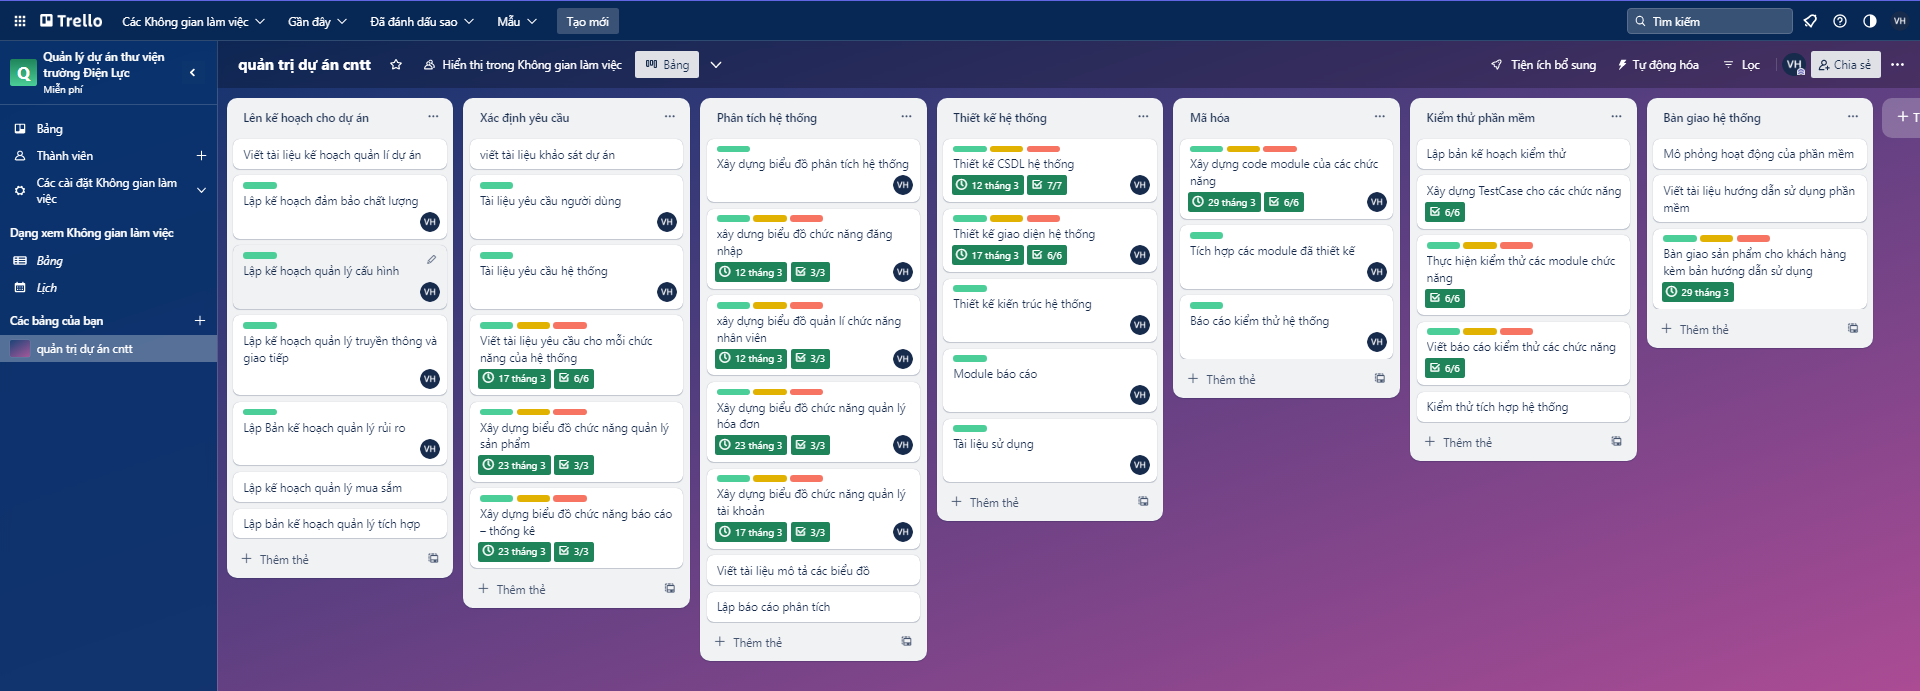 Trello
Các Không gian làm việc
Gần đây
Đã đánh dấu sao
Mẫu
Tạo mới
Tìm kiếm
VH
Q
Quản lý dự án thư viện
trường Điện Lực
Miễn phí
quản trị dự án cntt
Hiển thị trong Không gian làm việc
Bảng
Tiện ích bổ sung
Tự động hóa
Lọc
VH
Chia sẻ
Bảng
Thành viên
Các cài đặt Không gian làm
việc
Dạng xem Không gian làm việc
Bảng
Lịch
Các bảng của bạn
quản trị dự án cntt
Lên kế hoạch cho dự án
Viết tài liệu kế hoạch quản lí dự án
Lập kế hoạch đảm bảo chất lượng
VH
Lập kế hoạch quản lý cấu hình
VH
Lập kế hoạch quản lý truyền thông và
giao tiếp
VH
Lập Bản kế hoạch quản lý rủi ro
VH
Lập kế hoạch quản lý mua sắm
Lập bản kế hoạch quản lý tích hợp
Thêm thẻ
Xác định yêu cầu
viết tài liệu khảo sát dự án
Tài liệu yêu cầu người dùng
VH
Tài liệu yêu cầu hệ thống
VH
Viết tài liệu yêu cầu cho mỗi chức
năng của hệ thống
17 tháng 3
6/6
Xây dựng biểu đồ chức năng quản lý
sản phẩm
23 tháng 3
3/3
Xây dựng biểu đồ chức năng báo cáo
– thống kê
23 tháng 3
3/3
Thêm thẻ
Phân tích hệ thống
Xây dựng biểu đồ phân tích hệ thống
VH
xây dưng biểu đồ chức năng đăng
nhập
12 tháng 3
3/3
VH
xây dựng biểu đồ quản lí chức năng
nhân viên
12 tháng 3
3/3
VH
Xây dựng biểu đồ chức năng quản lý
hóa đơn
23 tháng 3
3/3
VH
Xây dựng biểu đồ chức năng quản lý
tài khoản
17 tháng 3
3/3
VH
Viết tài liệu mô tả các biểu đồ
Lập báo cáo phân tích
Thêm thẻ
Thiết kế hệ thống
Thiết kế CSDL hệ thống
12 tháng 3
7/7
VH
Thiết kế giao diện hệ thống
17 tháng 3
6/6
VH
Thiết kế kiến trúc hệ thống
VH
Module báo cáo
VH
Tài liệu sử dụng
VH
Thêm thẻ
Mã hóa
Xây dựng code module của các chức
năng
29 tháng 3
6/6
VH
Tích hợp các module đã thiết kế
VH
Báo cáo kiểm thử hệ thống
VH
Thêm thẻ
Kiểm thử phần mềm
Lập bản kế hoạch kiểm thử
Xây dựng TestCase cho các chức năng
6/6
Thực hiện kiểm thử các module chức
năng
6/6
Viết báo cáo kiểm thử các chức năng
6/6
Kiểm thử tích hợp hệ thống
Thêm thẻ
Bàn giao hệ thống
Mô phỏng hoạt động của phần mềm
Viết tài liệu hướng dẫn sử dụng phần
mềm
Bàn giao sản phẩm cho khách hàng
kèm bản hướng dẫn sử dụng
29 tháng 3
Thêm thẻ
T